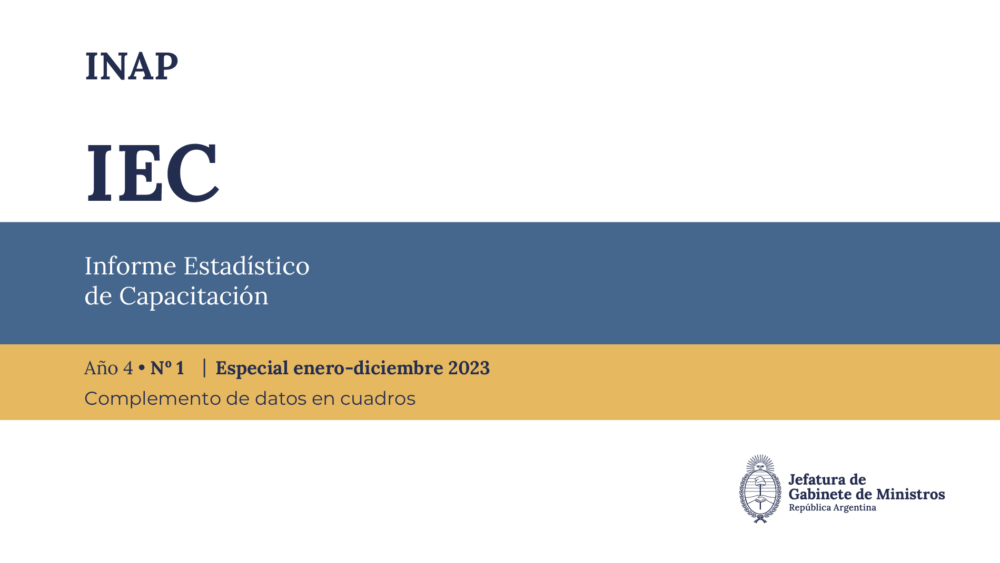 INAP
IEC
Informe Estadístico
de Capacitación
Año 4 • Nº 1 | Especial enero-diciembre 2023
Complemento de datos en cuadros
Jefatura de
Gabinete de Ministros
República Argentina